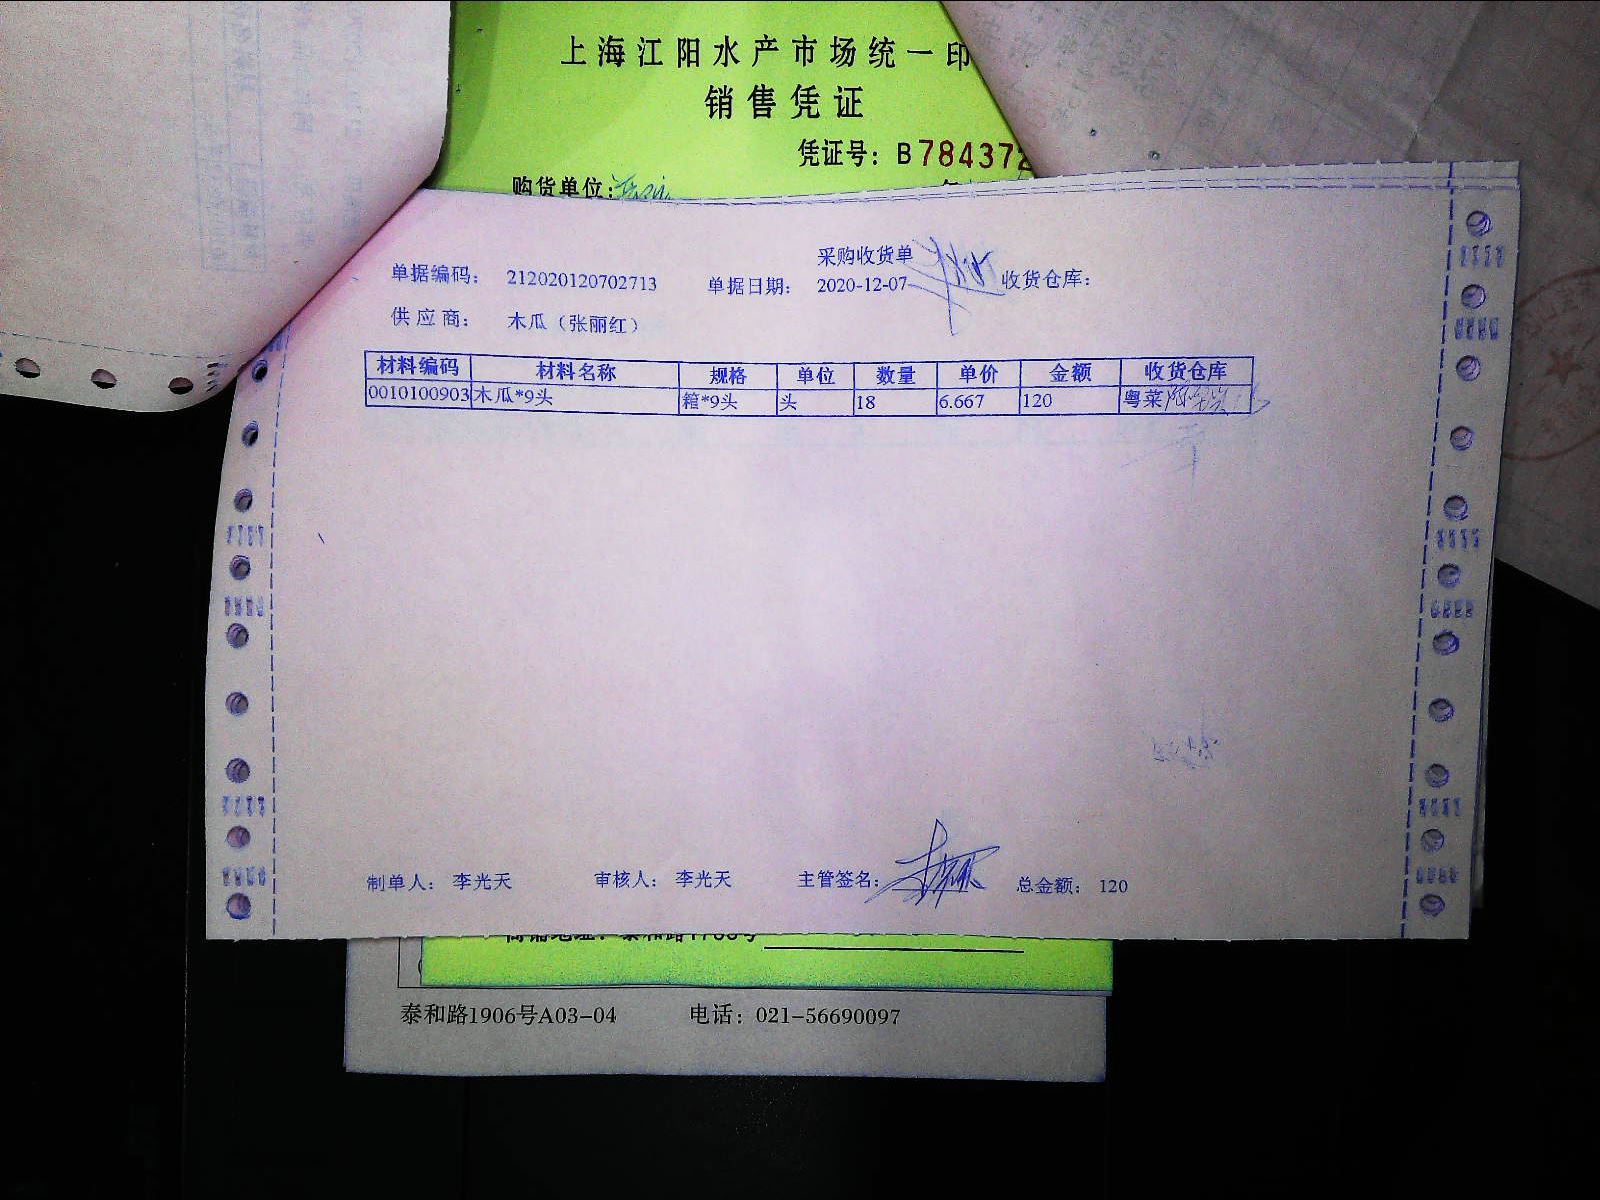 上海江阳水产市场统一印
销售凭证
凭证号：B784372
购货单位：
采购收货单
单据编码： 212020120702713 单据日期： 2020-12-07 收货仓库：
供应商： 木瓜（张丽红）
材料编码 材料名称 规格 单位 数量 单价 金额 收货仓库
0010100903 木瓜*9头 箱*9头 头 18 6.667 120 粤菜
制单人： 李光天 审核人： 李光天 主管签名： 总金额： 120
泰和路1906号A03-04 电话：021-56690097